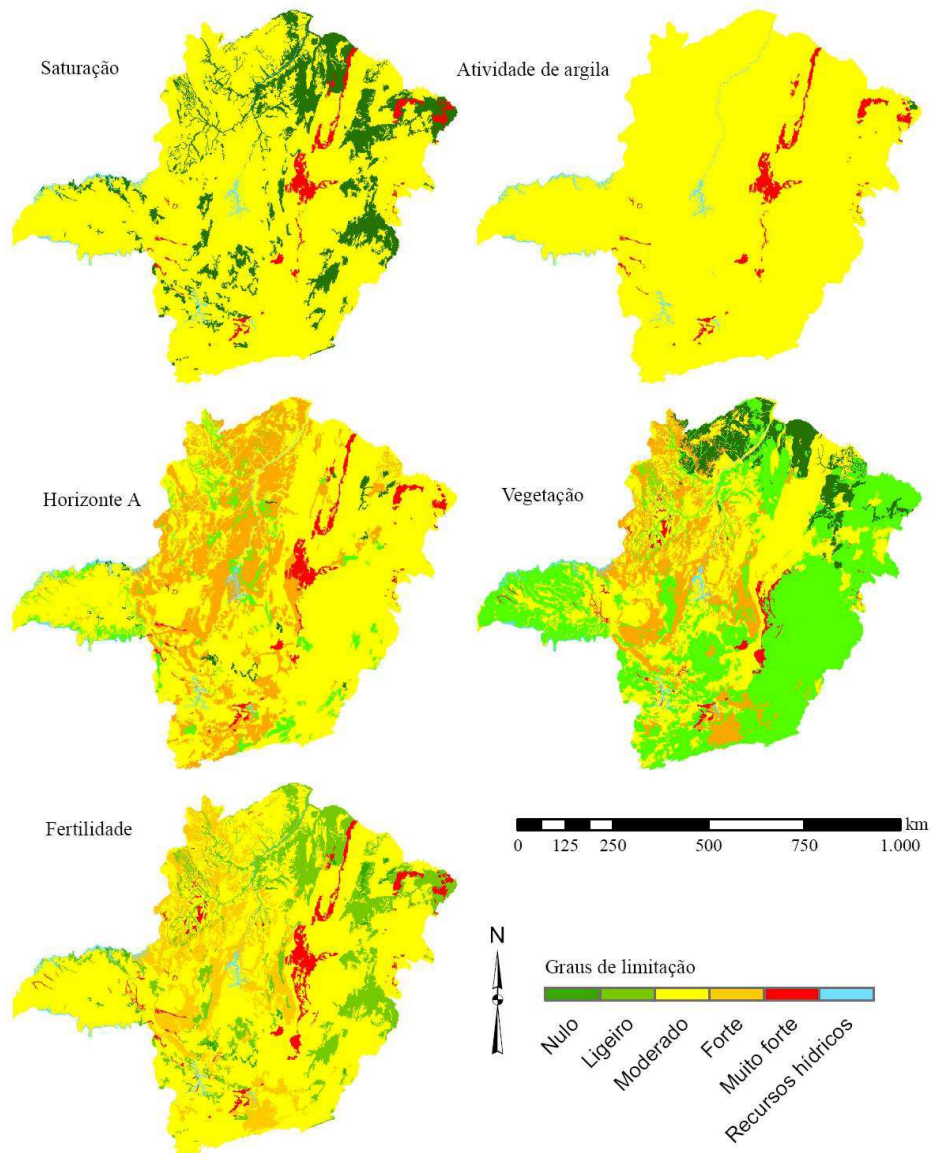 Saturação
Atividade de argila
Horizonte A
Vegetação
Fertilidade
km
0 125 250 500 750 1.000
N
Graus de limitação
Nulo
Ligeiro
Moderado
Forte
Muito forte
Recursos hídricos